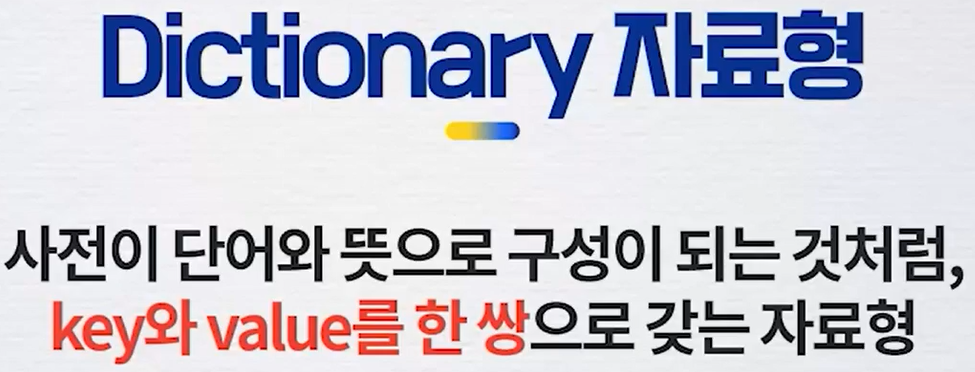 Dictionary 자료형
사전이 단어와 뜻으로 구성이 되는 것처럼,
key와 value를 한 쌍으로 갖는 자료형